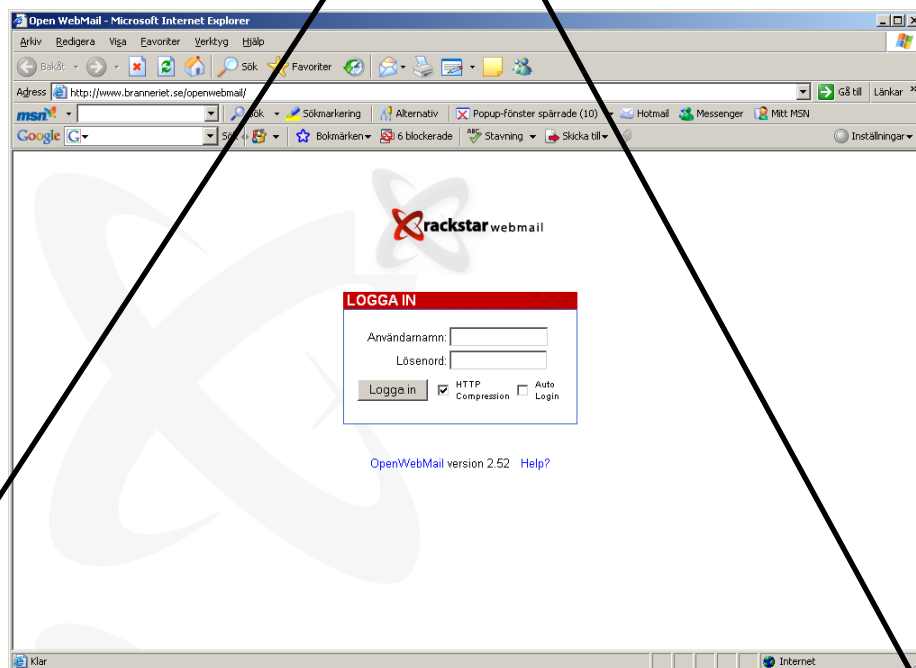 Open WebMail - Microsoft Internet Explorer
Arkiv Redigera Visa Favoriter Verktyg Hjälp
Bakåt Sök Favoriter
Adress http://www.branneriet.se/openwebmail/ Gå till Länkar »
msn Sök Sökmarkering Alternativ Popup-fönster spärrade (10) Hotmail Messenger Mitt MSN
Google G Bokmärken 6 blockerade Stavning Skicka till Inställningar
rackstar webmail
LOGGA IN
Användarnamn:
Lösenord:
Logga in HTTP Compression Auto Login
OpenWebMail version 2.52 Help?
Klar Internet